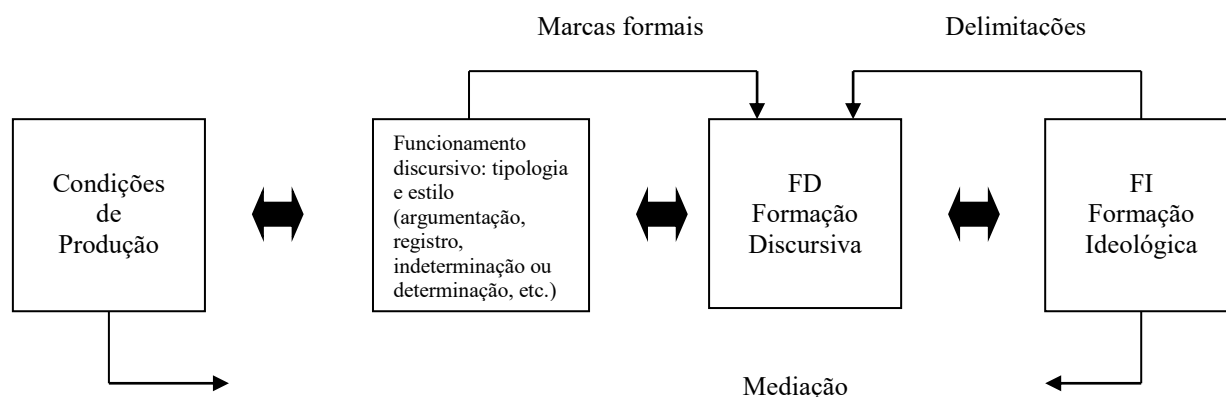 Marcas formais
Delimitacões
Condições
de
Produção
Funcionamento
discursivo: tipologia
e estilo
(argumentação,
registro,
indeterminação ou
determinação, etc.)
FD
Formação
Discursiva
FI
Formação
Ideológica
Mediação